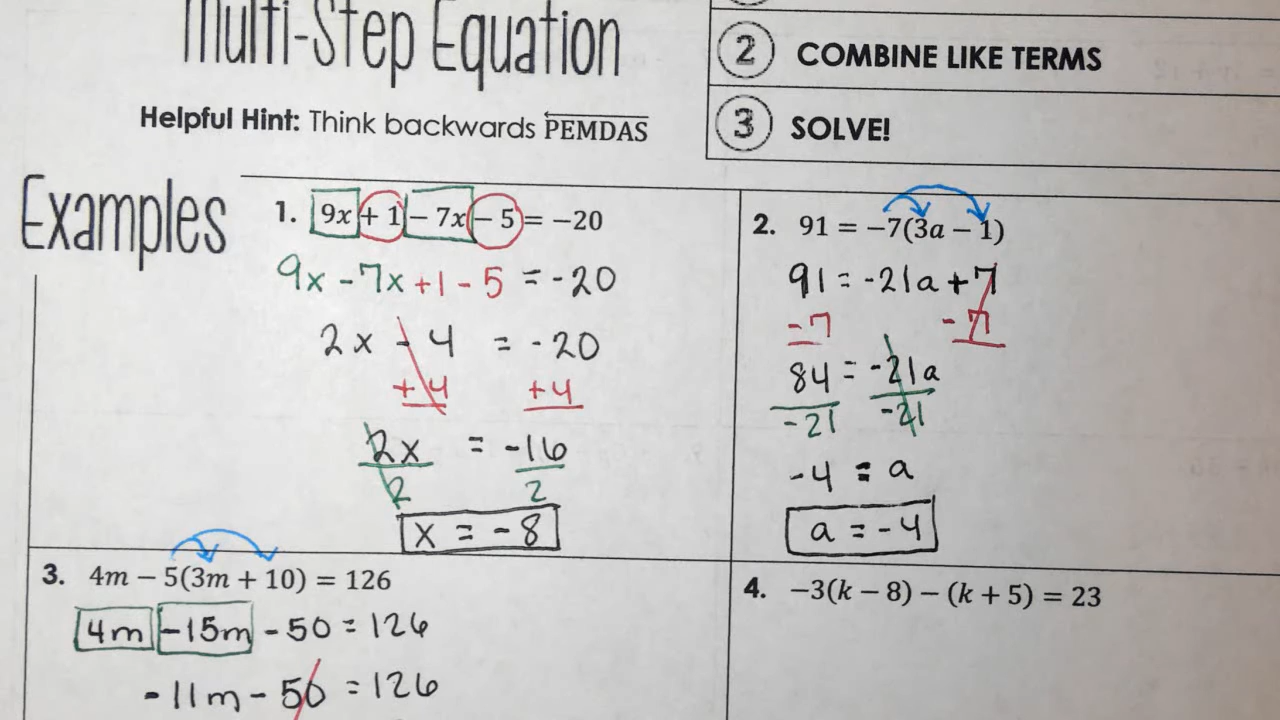 Multi-Step Equation
Helpful Hint: Think backwards PEMDAS
2 COMBINE LIKE TERMS
3 SOLVE!
Examples
1. 9x + 1 − 7x − 5 = −20
9x - 7x + 1 - 5 = -20
2x - 4 = -20
+4 +4
2x = -16
2 2
x = -8
2. 91 = −7(3a − 1)
91 = -21a + 7
-7 -7
84 = -21a
-21 -21
-4 = a
a = -4
3. 4m − 5(3m + 10) = 126
4m -15m - 50 = 126
-11m - 50 = 126
4. −3(k − 8) − (k + 5) = 23